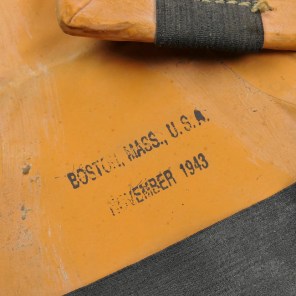 BOSTON, MASS., U.S.A.
NOVEMBER 1943